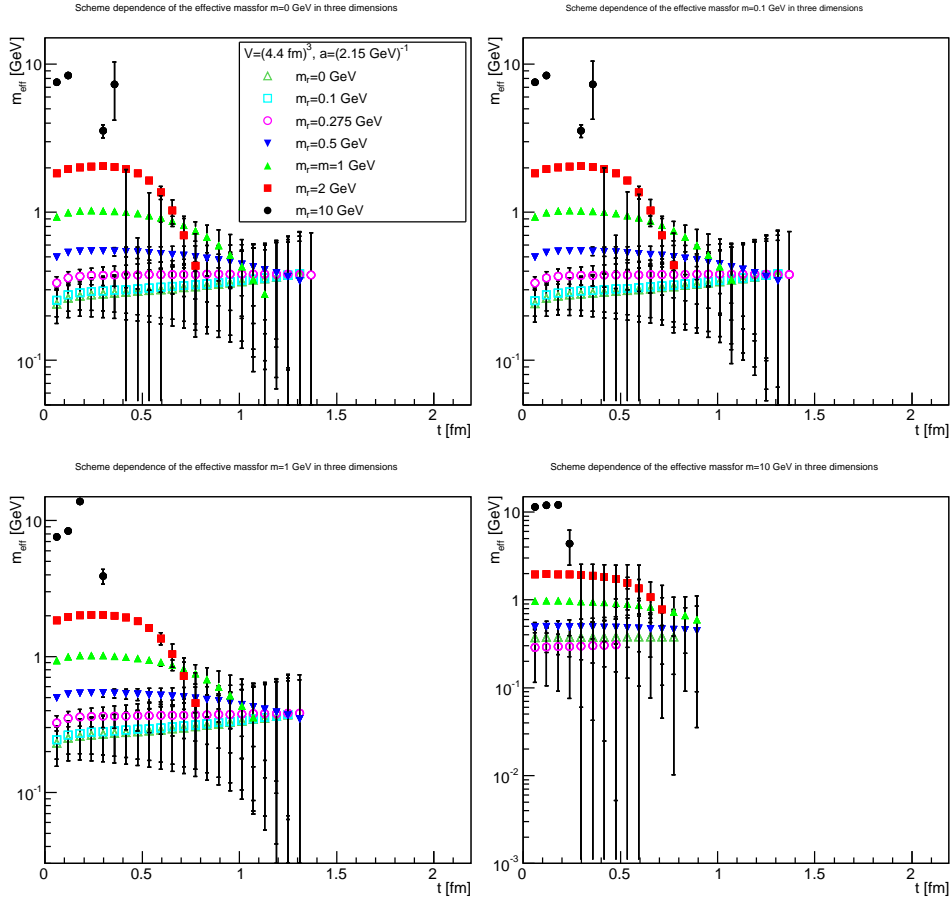 Scheme dependence of the effective massfor m=0 GeV in three dimensions
m_eff [GeV]
10
1
10^-1
V=(4.4 fm)^3, a=(2.15 GeV)^-1
m_r=0 GeV
m_r=0.1 GeV
m_r=0.275 GeV
m_r=0.5 GeV
m_r=m=1 GeV
m_r=2 GeV
m_r=10 GeV
0 0.5 1 1.5 2
t [fm]
Scheme dependence of the effective massfor m=0.1 GeV in three dimensions
m_eff [GeV]
10
1
10^-1
0 0.5 1 1.5 2
t [fm]
Scheme dependence of the effective massfor m=1 GeV in three dimensions
m_eff [GeV]
10
1
10^-1
0 0.5 1 1.5 2
t [fm]
Scheme dependence of the effective massfor m=10 GeV in three dimensions
m_eff [GeV]
10
1
10^-1
10^-2
10^-3
0 0.5 1 1.5 2
t [fm]